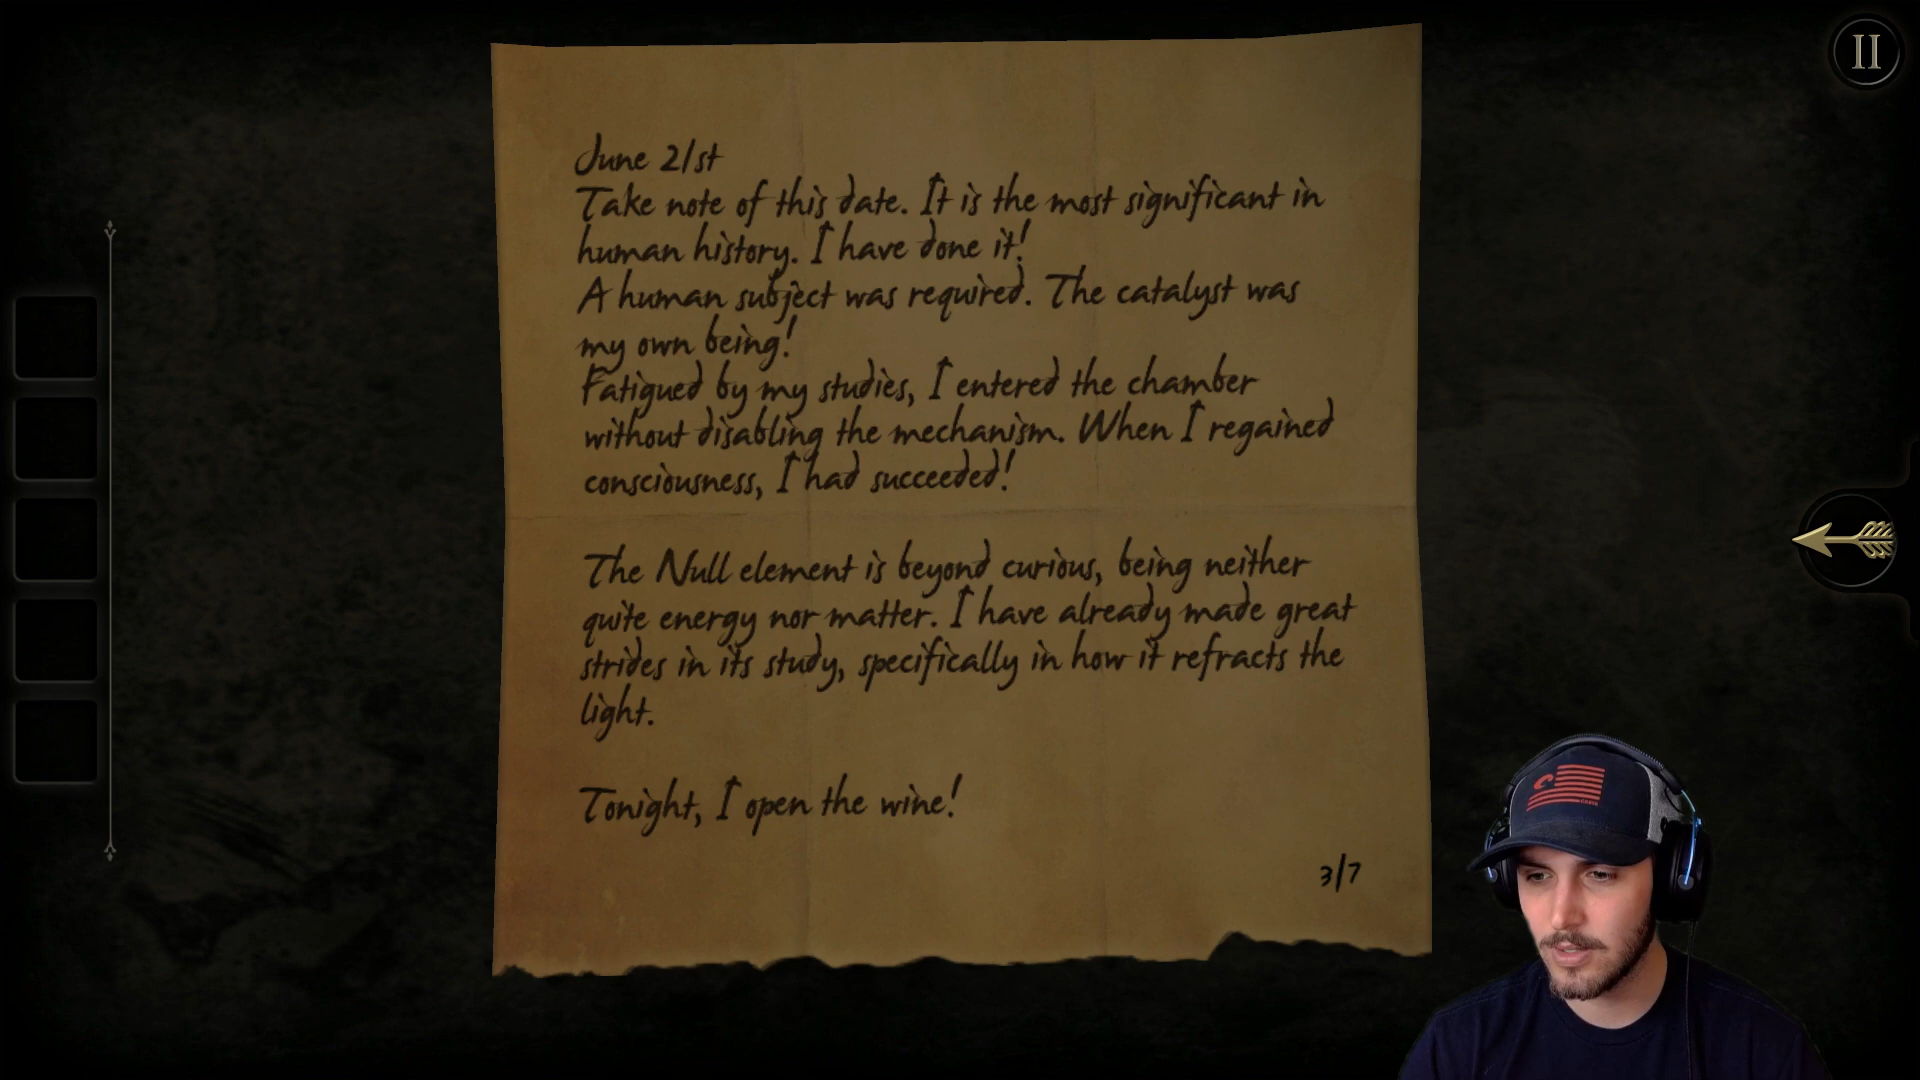 June 21st
Take note of this date. It is the most significant in
human history. I have done it!
A human subject was required. The catalyst was
my own being!
Fatigued by my studies, I entered the chamber
without disabling the mechanism. When I regained
consciousness, I had succeeded!
The Null element is beyond curious, being neither
quite energy nor matter. I have already made great
strides in its study, specifically in how it refracts the
light.
Tonight, I open the wine!
3/7